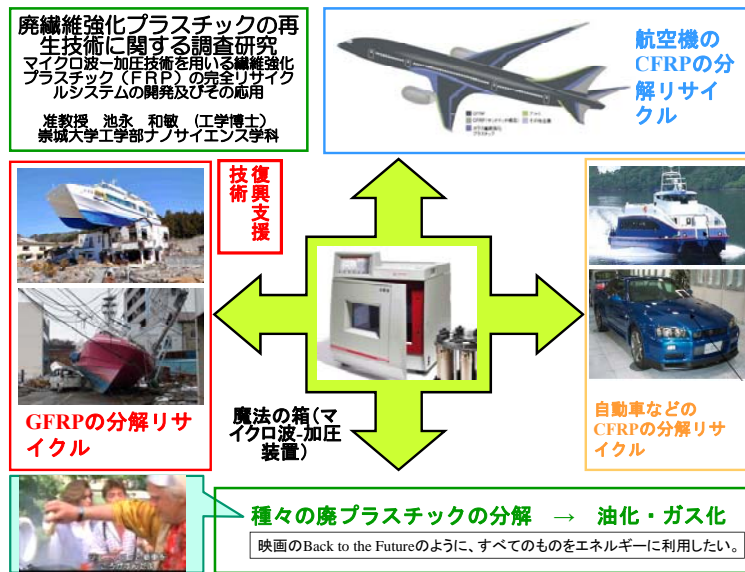 廃繊維強化プラスチックの再
生技術に関する調査研究
マイクロ波ー加圧技術を用いる繊維強化
プラスチック(FRP)の完全リサイク
ルシステムの開発及びその応用
准教授 池永 和敏 (工学博士)
崇城大学工学部ナノサイエンス学科
航空機の
CFRPの分
解リサイ
クル
復興支援
技術
GFRPの分解リサ
イクル
魔法の箱(マ
イクロ波-加圧
装置)
自動車などの
CFRPの分解リサ
イクル
種々の廃プラスチックの分解 → 油化・ガス化
映画のBack to the Futureのように、すべてのものをエネルギーに利用したい。